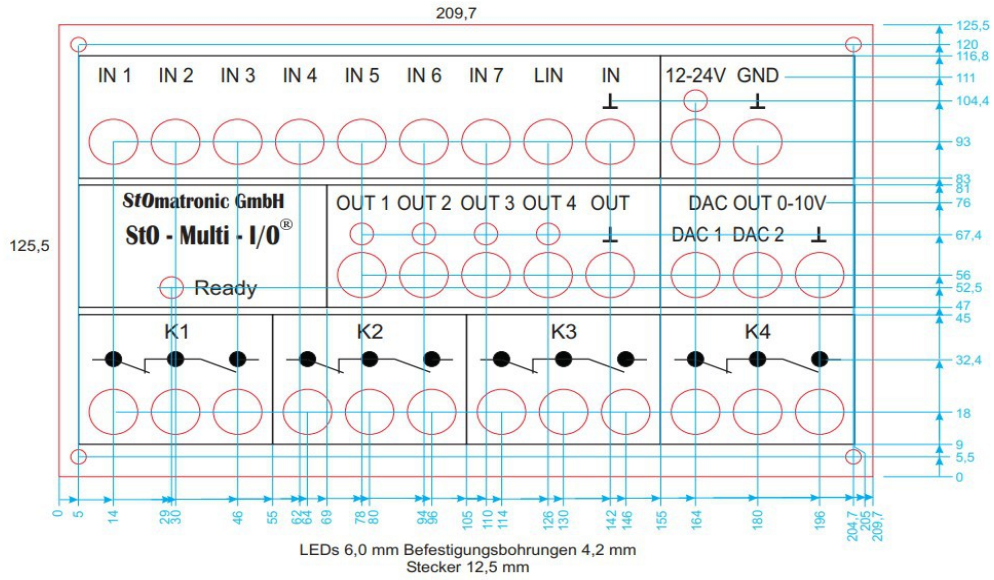 209,7
125,5
120
116,8
IN 1 IN 2 IN 3 IN 4 IN 5 IN 6 IN 7 LIN IN 12-24V GND 111
104,4
93
83
81
StOmatronic GmbH
OUT 1 OUT 2 OUT 3 OUT 4 OUT DAC OUT 0-10V 76
StO - Multi - I/O®
DAC 1 DAC 2 67,4
125,5
56
Ready 52,5
47
45
K1 K2 K3 K4
32,4
18
9
5,5
0
0 5 14 29 30 46 55 62 64 69 78 80 94 96 105 110 114 126 130 142 146 155 164 180 196 204,7 205 209,7
LEDs 6,0 mm Befestigungsbohrungen 4,2 mm
Stecker 12,5 mm